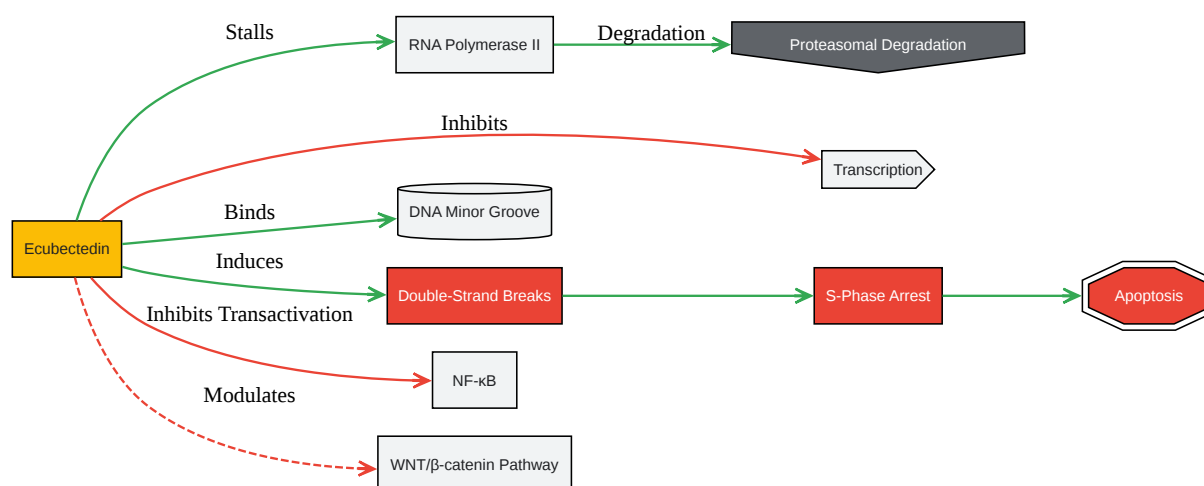 Stalls
RNA Polymerase II
Degradation
Proteasomal Degradation
Inhibits
Transcription
Binds
DNA Minor Groove
Ecubectedin
Induces
Double-Strand Breaks
S-Phase Arrest
Apoptosis
Inhibits Transactivation
NF-κB
Modulates
WNT/β-catenin Pathway